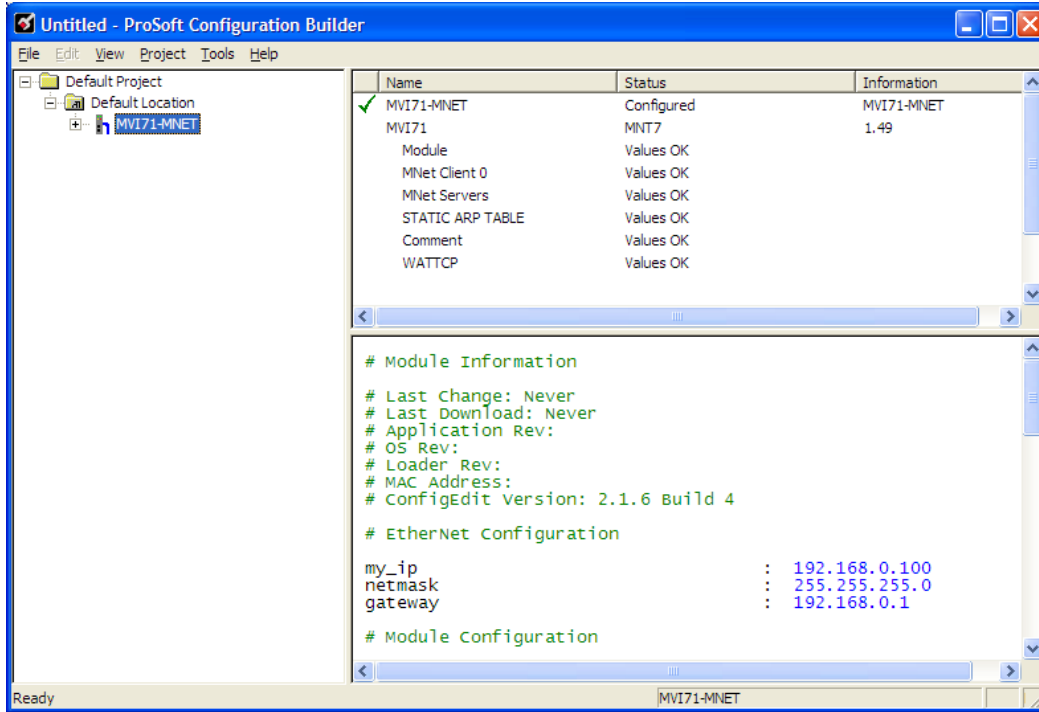 Untitled - ProSoft Configuration Builder
File Edit View Project Tools Help
Default Project
Default Location
MVI71-MNET
Name Status Information
MVI71-MNET Configured MVI71-MNET
MVI71 MNT7 1.49
Module Values OK
MNet Client 0 Values OK
MNet Servers Values OK
STATIC ARP TABLE Values OK
Comment Values OK
WATTCP Values OK
# Module Information
# Last Change: Never
# Last Download: Never
# Application Rev:
# OS Rev:
# Loader Rev:
# MAC Address:
# ConfigEdit Version: 2.1.6 Build 4
# EtherNet Configuration
my_ip : 192.168.0.100
netmask : 255.255.255.0
gateway : 192.168.0.1
# Module Configuration
Ready MVI71-MNET